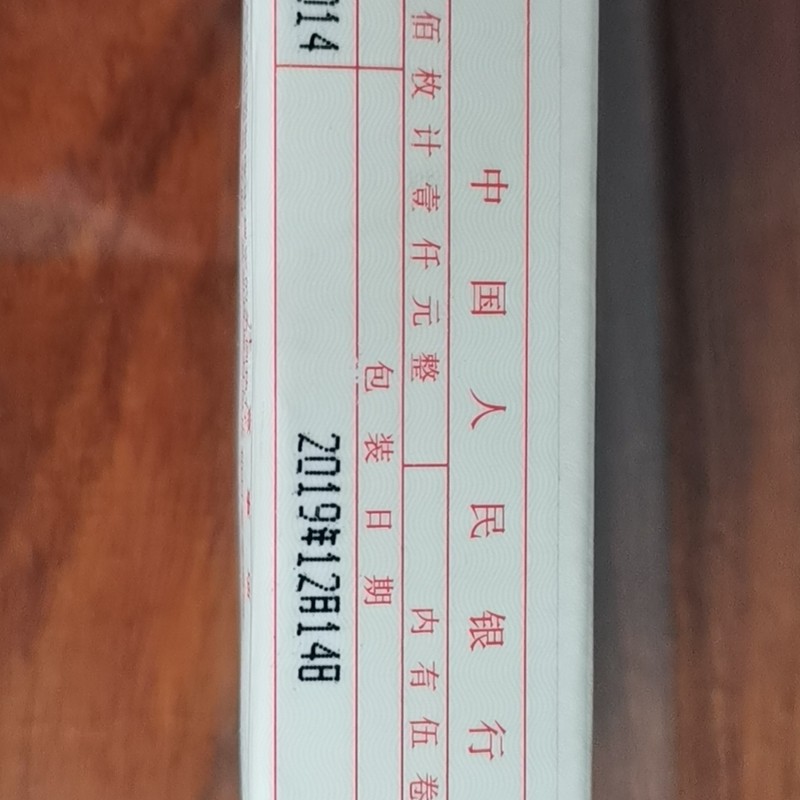 中国人民银行
佰枚计壹仟元整 内有伍卷
包装日期
14 2019年12月14日